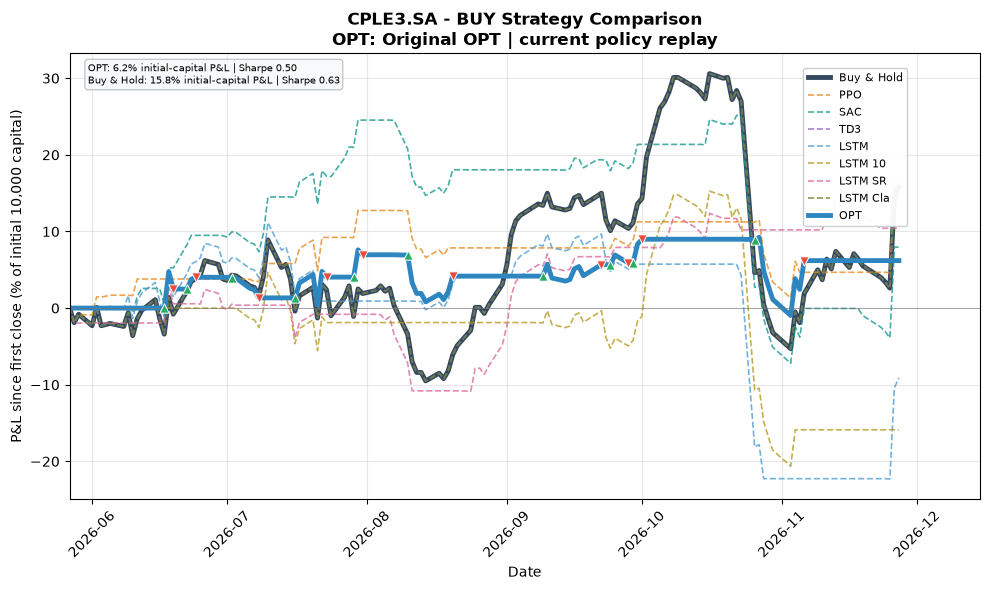 CPLE3.SA - BUY Strategy Comparison
OPT: Original OPT | current policy replay
OPT: 6.2% initial-capital P&L | Sharpe 0.50
Buy & Hold: 15.8% initial-capital P&L | Sharpe 0.63
Buy & Hold
PPO
SAC
TD3
LSTM
LSTM 10
LSTM SR
LSTM Cla
OPT
P&L since first close (% of initial 10,000 capital)
30
20
10
0
−10
−20
2026-06
2026-07
2026-08
2026-09
2026-10
2026-11
2026-12
Date